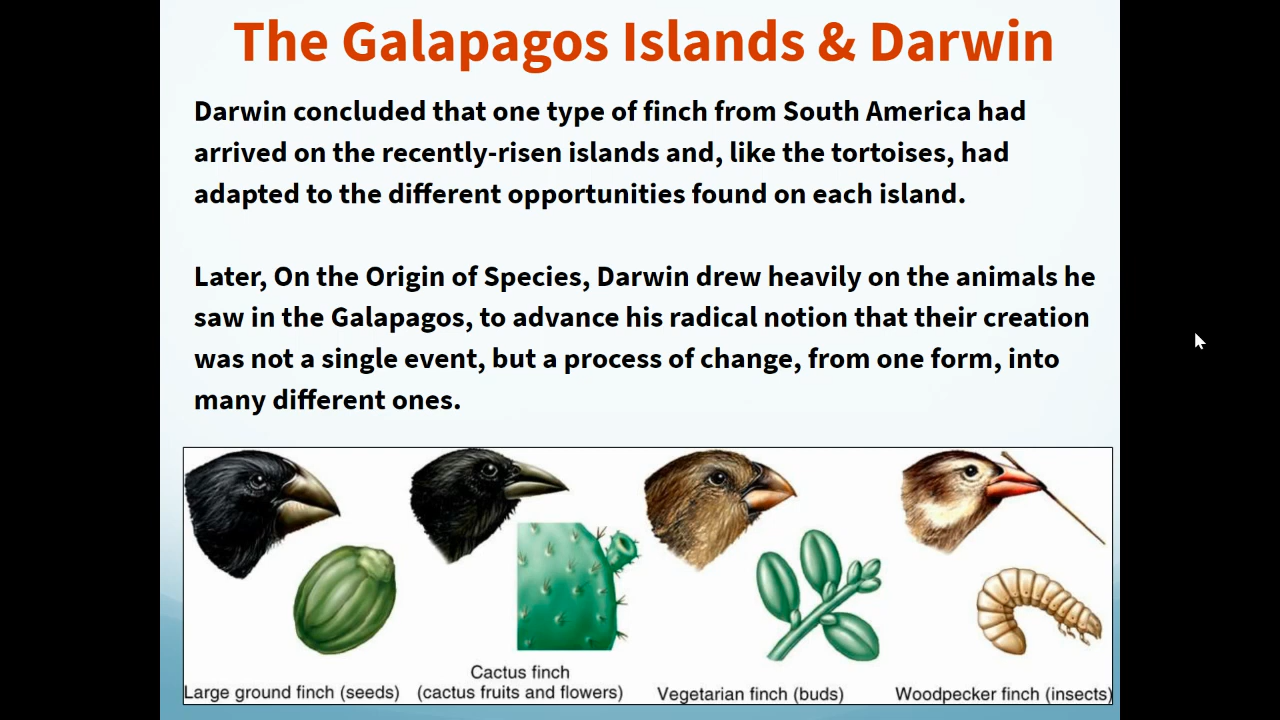 The Galapagos Islands & Darwin
Darwin concluded that one type of finch from South America had
arrived on the recently-risen islands and, like the tortoises, had
adapted to the different opportunities found on each island.
Later, On the Origin of Species, Darwin drew heavily on the animals he
saw in the Galapagos, to advance his radical notion that their creation
was not a single event, but a process of change, from one form, into
many different ones.
Large ground finch (seeds)
Cactus finch
(cactus fruits and flowers)
Vegetarian finch (buds)
Woodpecker finch (insects)